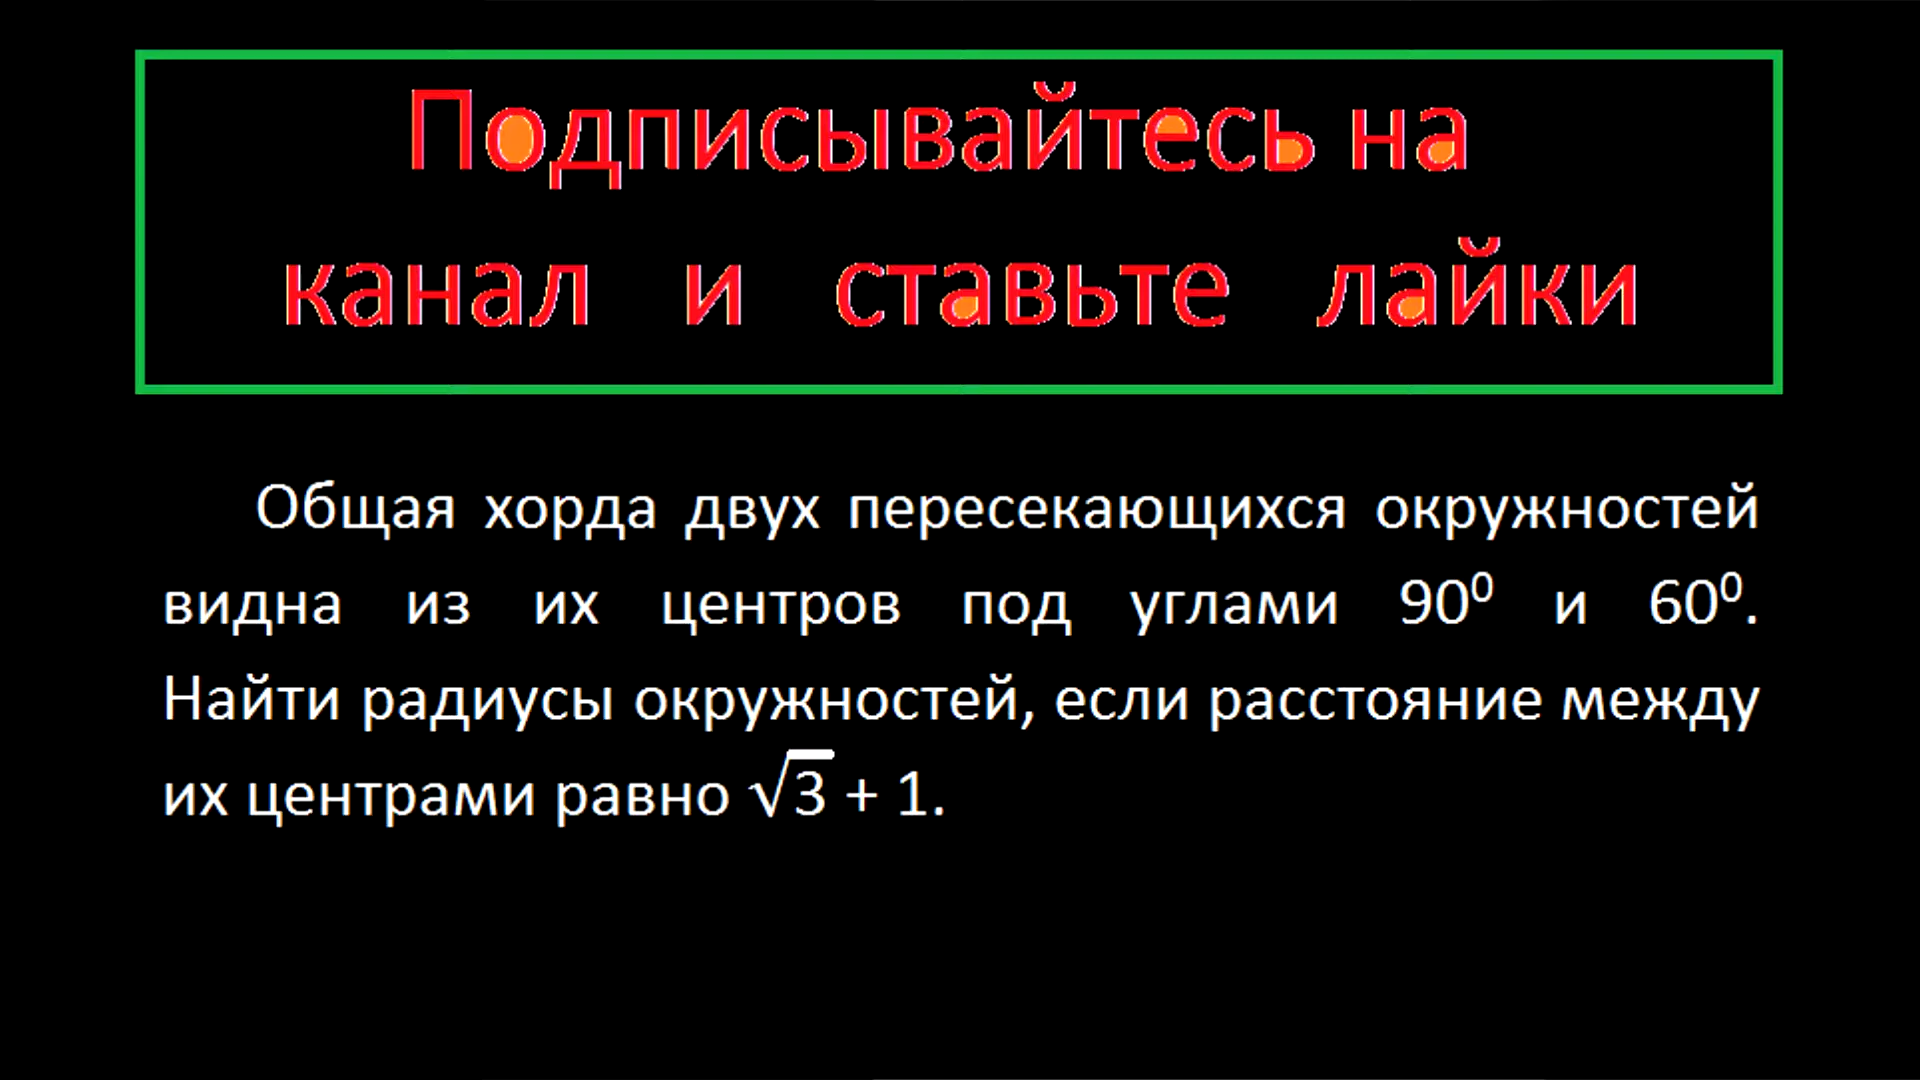 Подписывайтесь на
канал и ставьте лайки
Общая хорда двух пересекающихся окружностей
видна из их центров под углами 90⁰ и 60⁰.
Найти радиусы окружностей, если расстояние между
их центрами равно √3 + 1.